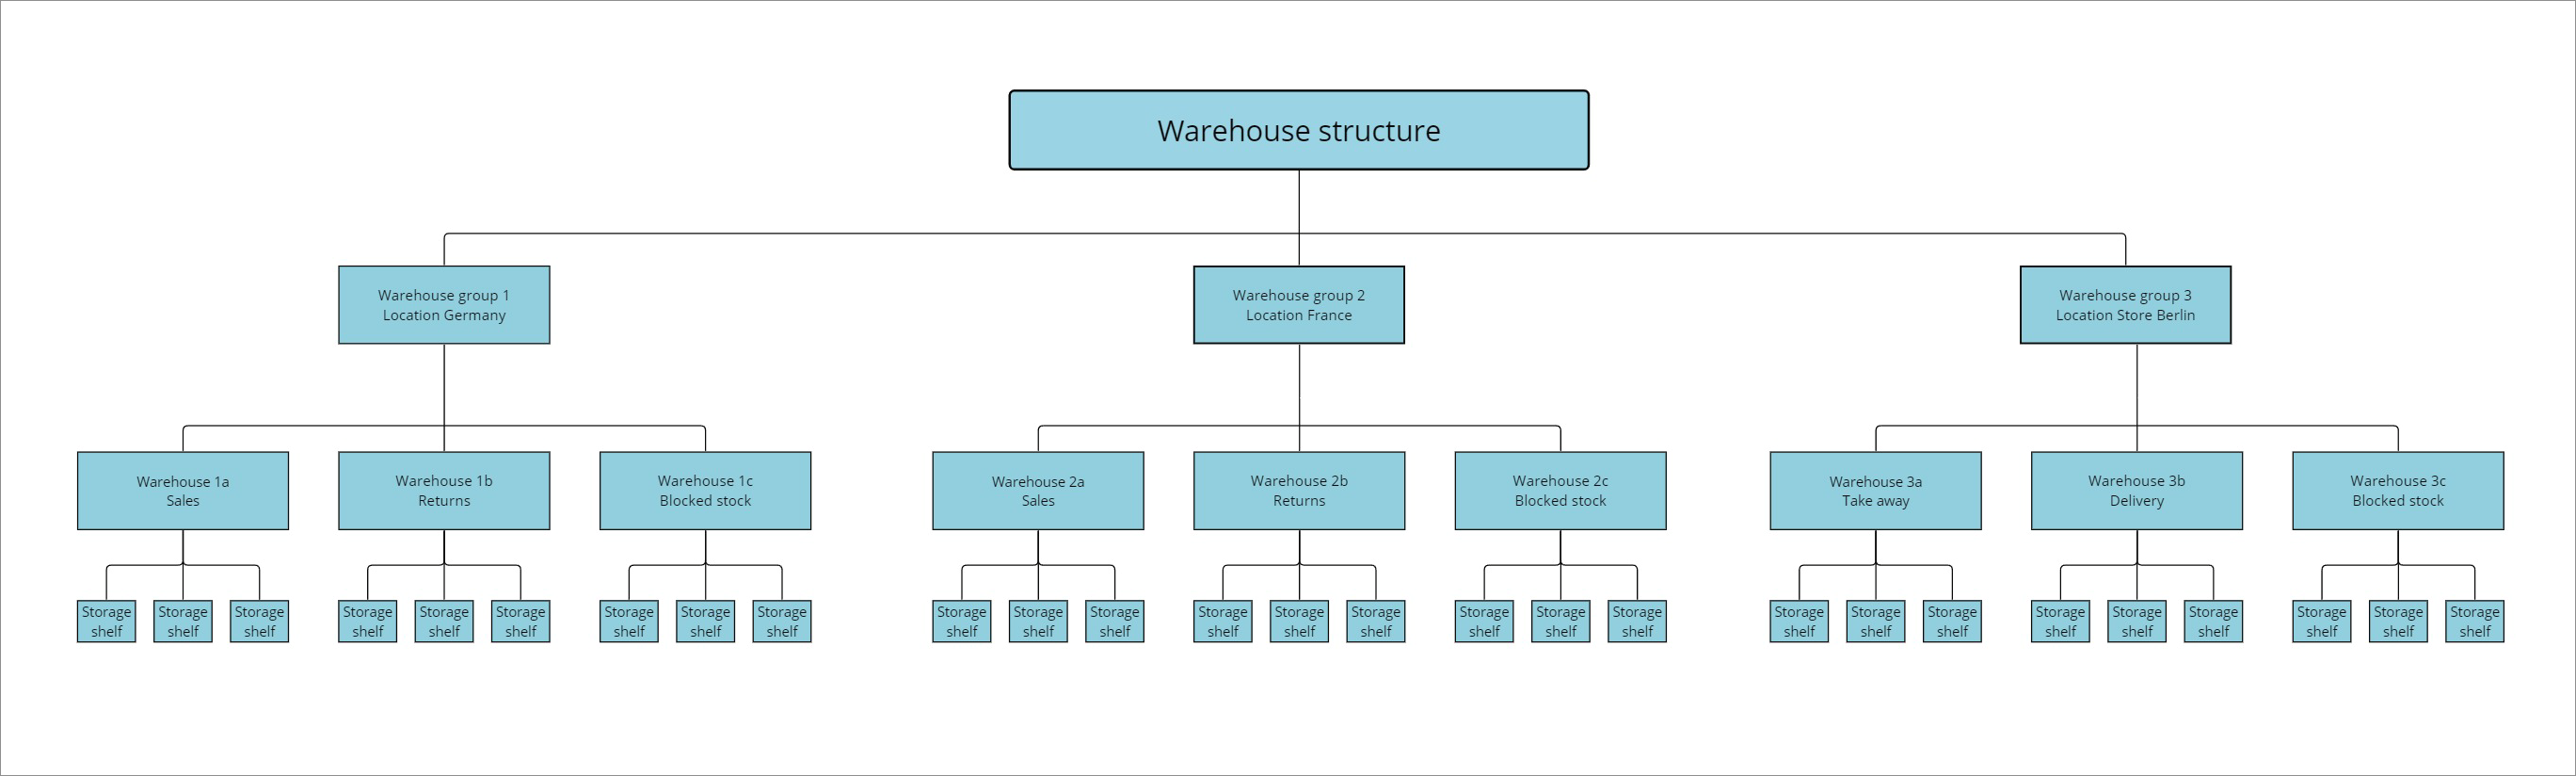 Warehouse structure
Warehouse group 1
Location Germany
Warehouse group 2
Location France
Warehouse group 3
Location Store Berlin
Warehouse 1a
Sales
Warehouse 1b
Returns
Warehouse 1c
Blocked stock
Warehouse 2a
Sales
Warehouse 2b
Returns
Warehouse 2c
Blocked stock
Warehouse 3a
Take away
Warehouse 3b
Delivery
Warehouse 3c
Blocked stock
Storage
shelf
Storage
shelf
Storage
shelf
Storage
shelf
Storage
shelf
Storage
shelf
Storage
shelf
Storage
shelf
Storage
shelf
Storage
shelf
Storage
shelf
Storage
shelf
Storage
shelf
Storage
shelf
Storage
shelf
Storage
shelf
Storage
shelf
Storage
shelf
Storage
shelf
Storage
shelf
Storage
shelf
Storage
shelf
Storage
shelf
Storage
shelf
Storage
shelf
Storage
shelf
Storage
shelf